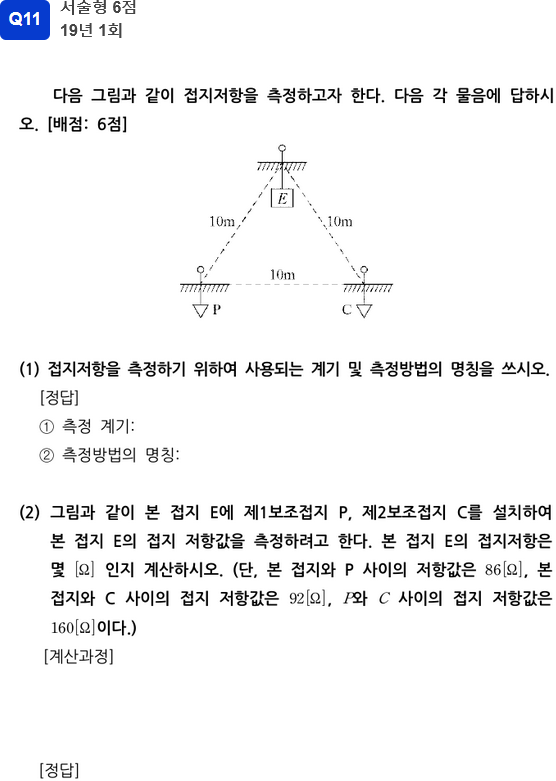 Q11
서술형 6점
19년 1회
다음 그림과 같이 접지저항을 측정하고자 한다. 다음 각 물음에 답하시
오. [배점: 6점]
E
10m
10m
10m
P
C
(1) 접지저항을 측정하기 위하여 사용되는 계기 및 측정방법의 명칭을 쓰시오.
[정답]
① 측정 계기:
② 측정방법의 명칭:
(2) 그림과 같이 본 접지 E에 제1보조접지 P, 제2보조접지 C를 설치하여
본 접지 E의 접지 저항값을 측정하려고 한다. 본 접지 E의 접지저항은
몇 [Ω] 인지 계산하시오. (단, 본 접지와 P 사이의 저항값은 86[Ω], 본
접지와 C 사이의 접지 저항값은 92[Ω], P와 C 사이의 접지 저항값은
160[Ω]이다.)
[계산과정]
[정답]